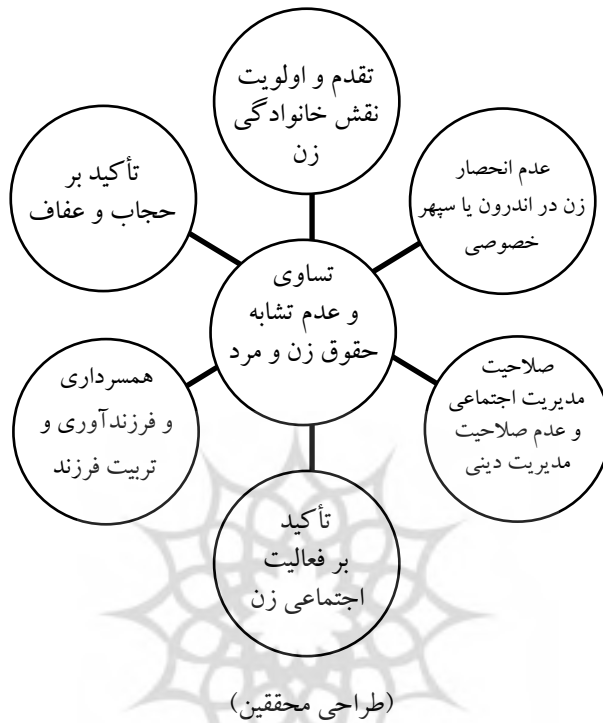 تقدم و اولویت
نقش خانوادگی
زن
عدم انحصار
زن در اندرون یا سپهر
خصوصی
تأکید بر
حجاب و عفاف
تساوی
و عدم تشابه
حقوق زن و مرد
صلاحیت
مدیریت اجتماعی
و عدم صلاحیت
مدیریت دینی
همسرداری
و فرزندآوری و
تربیت فرزند
تأکید
بر فعالیت
اجتماعی زن
(طراحی محققین)